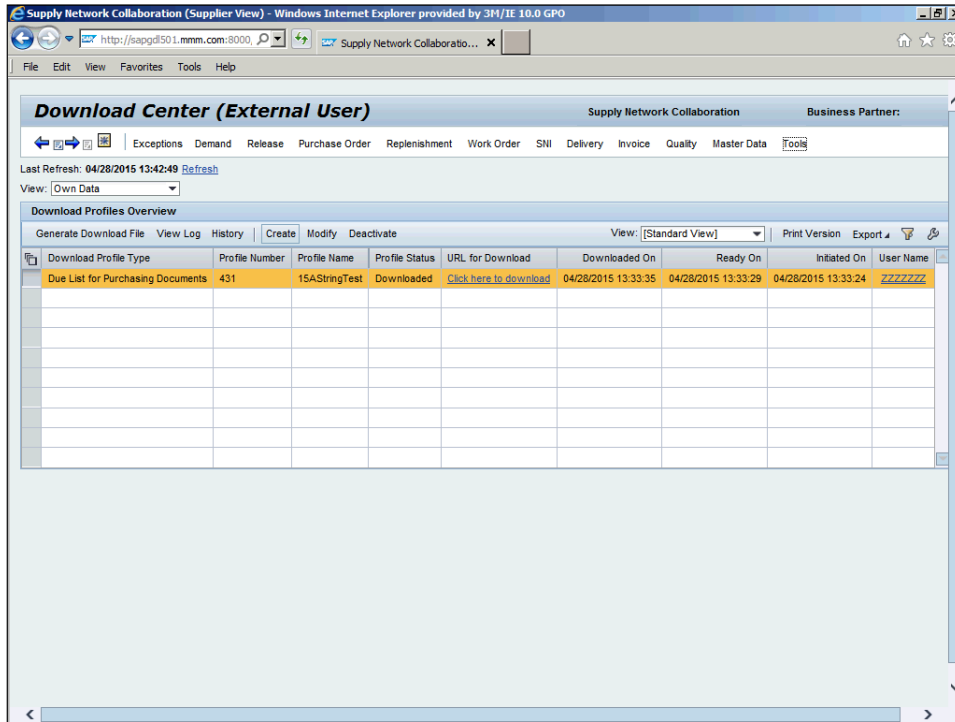 Supply Network Collaboration (Supplier View) - Windows Internet Explorer provided by 3M/IE 10.0 GPO
http://sapgdl501.mmm.com:8000, Supply Network Collaboratio...
File Edit View Favorites Tools Help
Download Center (External User) Supply Network Collaboration Business Partner:
Exceptions Demand Release Purchase Order Replenishment Work Order SNI Delivery Invoice Quality Master Data Tools
Last Refresh: 04/28/2015 13:42:49 Refresh
View: Own Data
Download Profiles Overview
Generate Download File View Log History Create Modify Deactivate View: [Standard View] Print Version Export
Download Profile Type Profile Number Profile Name Profile Status URL for Download Downloaded On Ready On Initiated On User Name
Due List for Purchasing Documents 431 15AStringTest Downloaded Click here to download 04/28/2015 13:33:35 04/28/2015 13:33:29 04/28/2015 13:33:24 ZZZZZZZ